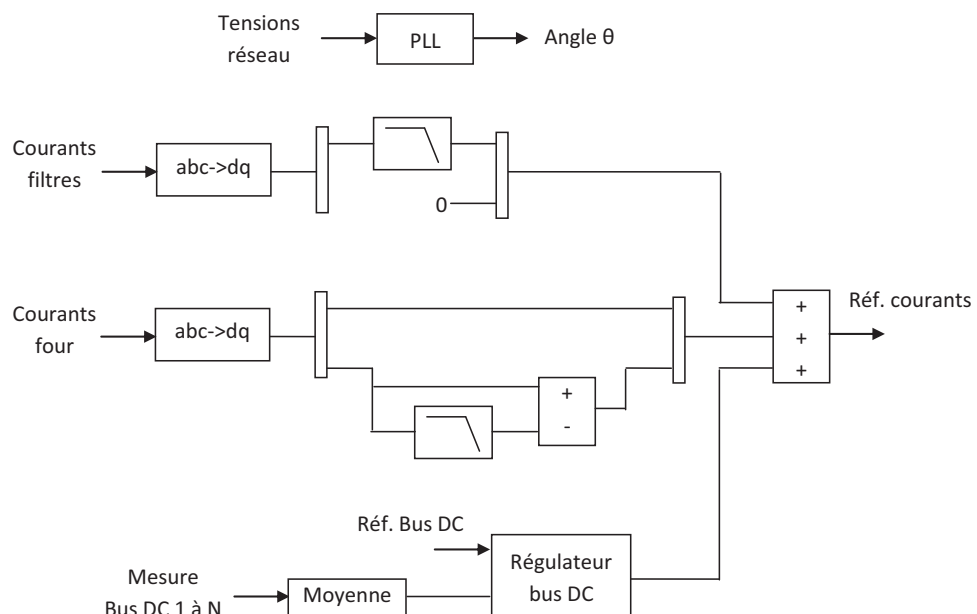 Tensions
réseau
PLL
Angle θ
Courants
filtres
abc->dq
0
Courants
four
abc->dq
+
-
+
+
+
Réf. courants
Réf. Bus DC
Régulateur
bus DC
Mesure
Bus DC 1 à N
Moyenne